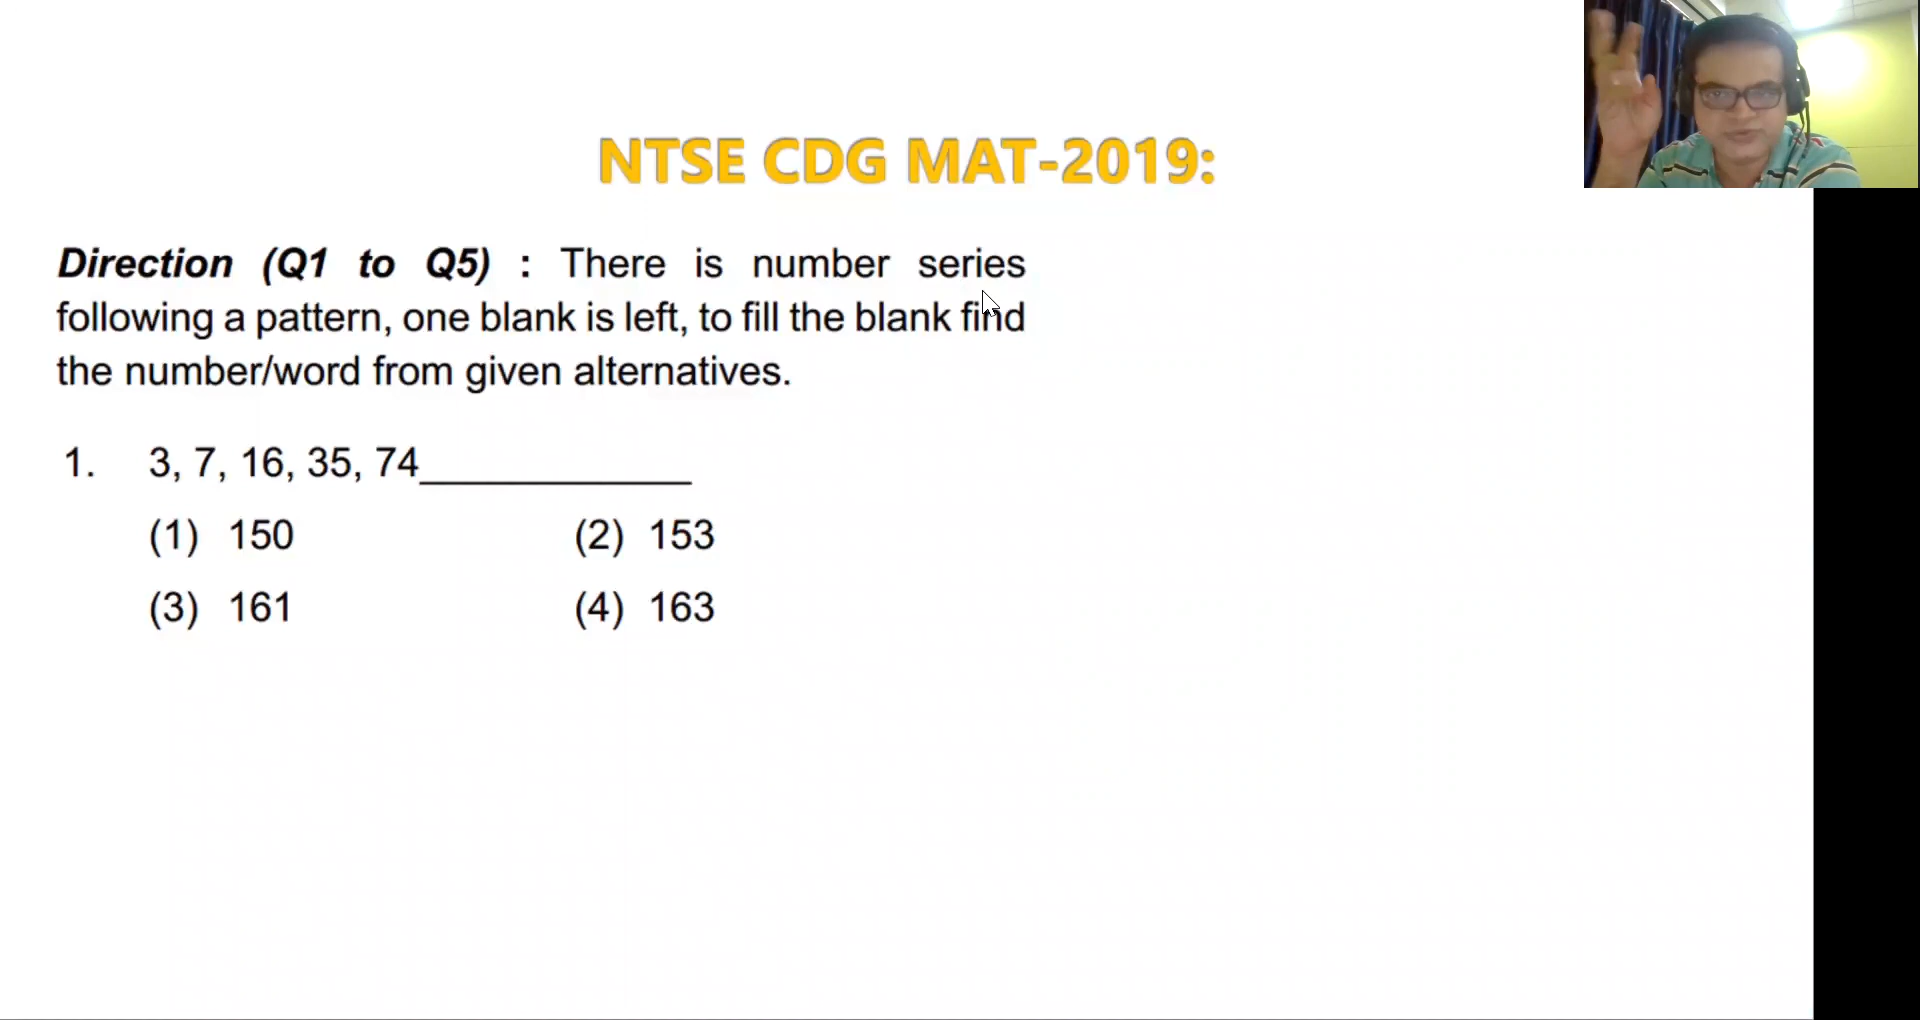 NTSE CDG MAT-2019:
Direction (Q1 to Q5) : There is number series
following a pattern, one blank is left, to fill the blank find
the number/word from given alternatives.
1. 3, 7, 16, 35, 74____________
(1) 150 (2) 153
(3) 161 (4) 163